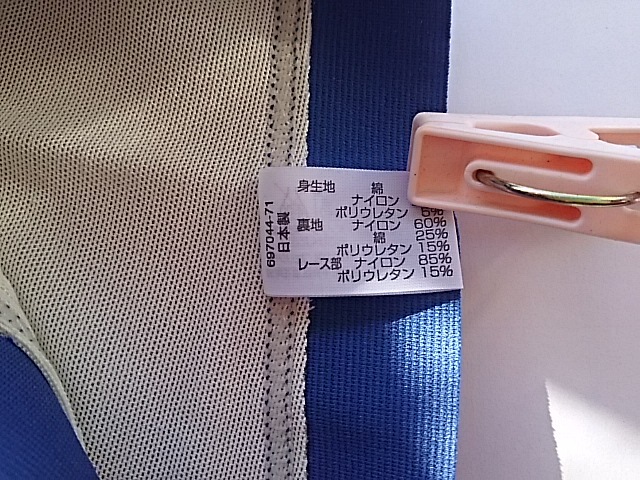 身生地 綿
ナイロン
ポリウレタン 5%
裏地 ナイロン 60%
綿 25%
ポリウレタン 15%
レース部 ナイロン 85%
ポリウレタン 15%
697044-71
日本製